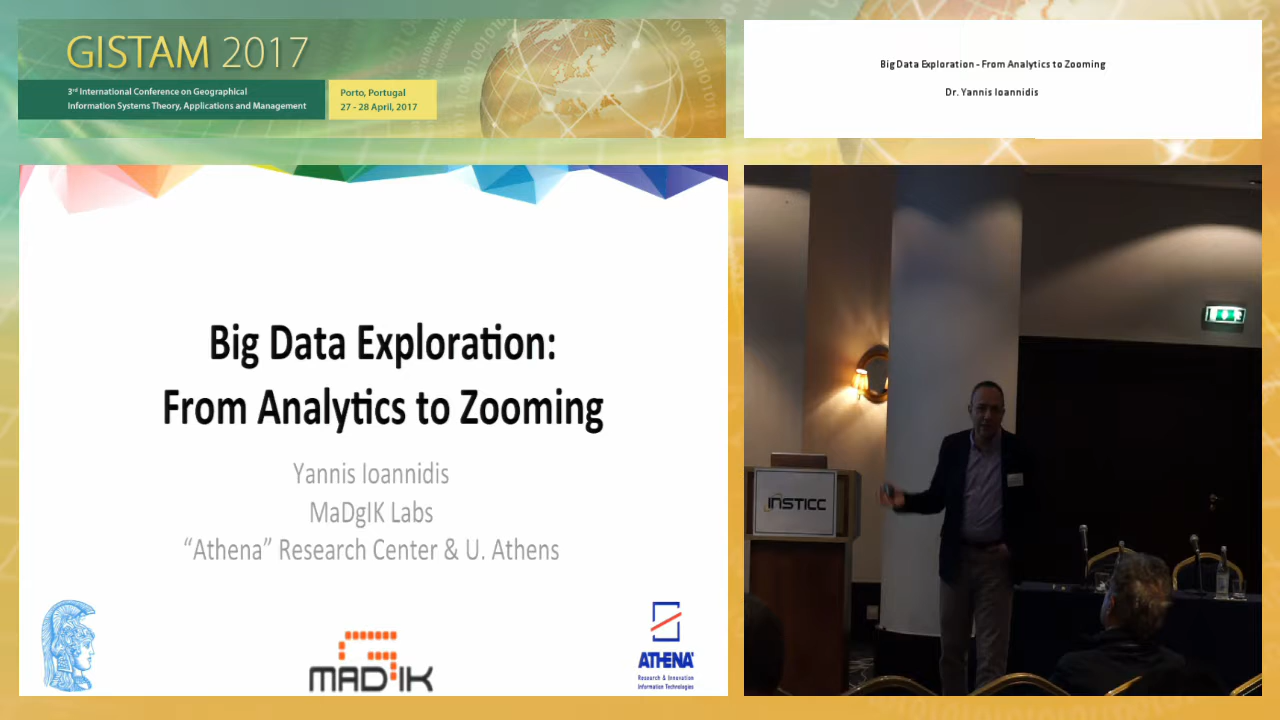 GISTAM 2017
3rd International Conference on Geographical
Information Systems Theory, Applications and Management
Porto, Portugal
27 - 28 April, 2017
Big Data Exploration - From Analytics to Zooming
Dr. Yannis Ioannidis
Big Data Exploration:
From Analytics to Zooming
Yannis Ioannidis
MaDgIK Labs
“Athena” Research Center & U. Athens
MADgIK
ATHENA
Research & Innovation
Information Technologies
INSTICC